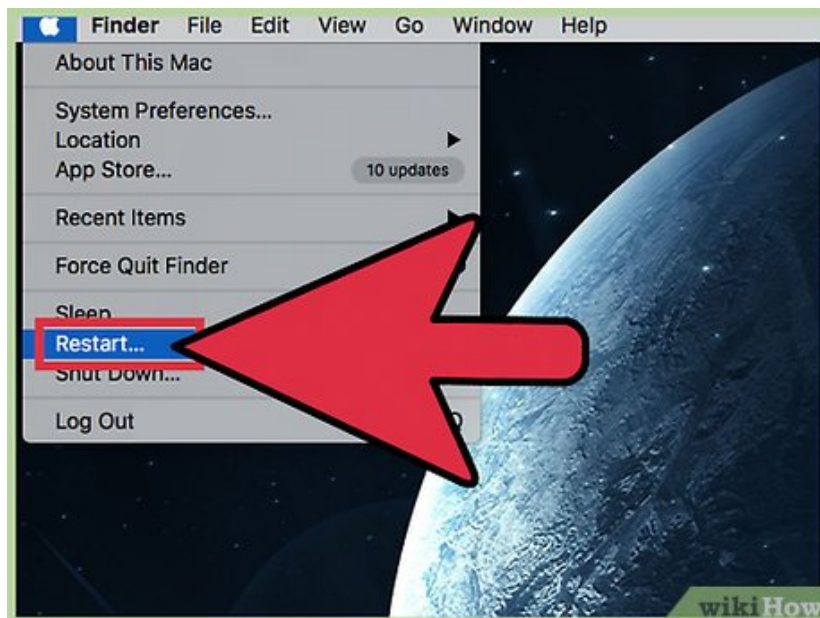 Finder File Edit View Go Window Help
About This Mac
System Preferences...
Location
App Store... 10 updates
Recent Items
Force Quit Finder
Sleep
Restart...
Shut Down...
Log Out
wikiHow